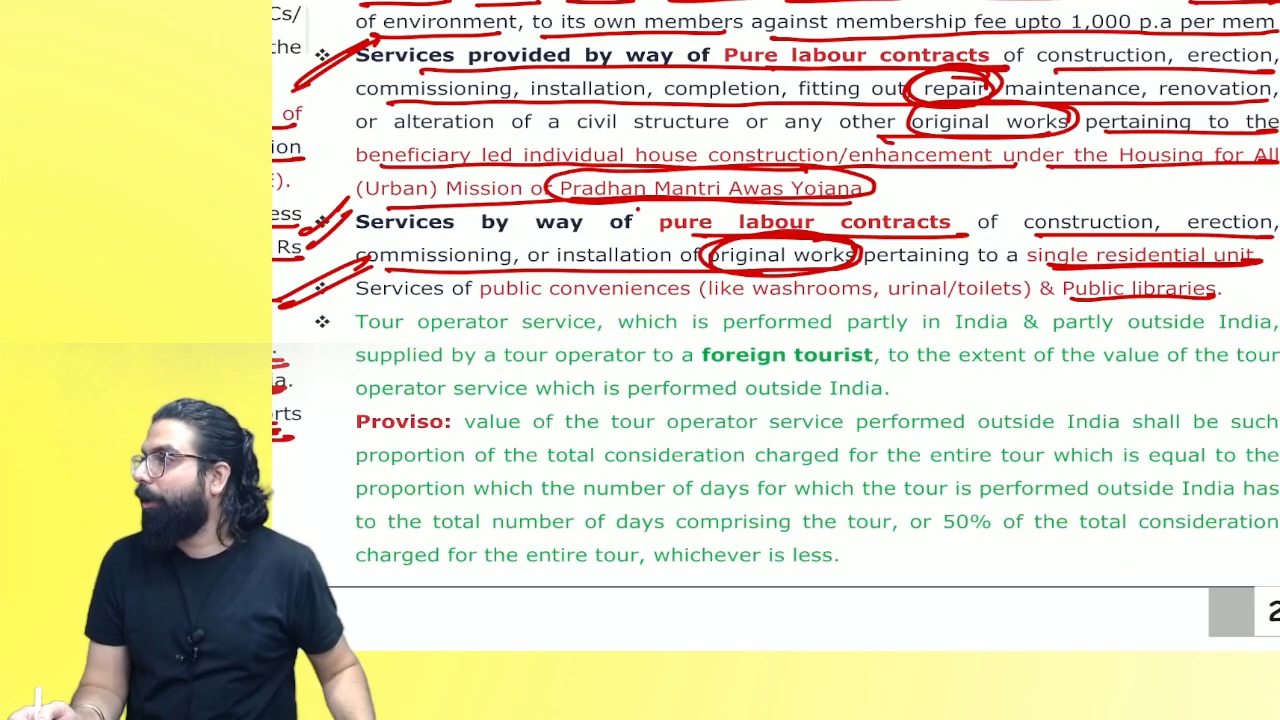 Cs/
the
of
ion
E).
ess
Rs
ia.
orts
of environment, to its own members against membership fee upto 1,000 p.a per mem
❖ Services provided by way of Pure labour contracts of construction, erection,
commissioning, installation, completion, fitting out, repair, maintenance, renovation,
or alteration of a civil structure or any other original works pertaining to the
beneficiary led individual house construction/enhancement under the Housing for All
(Urban) Mission or Pradhan Mantri Awas Yojana
❖ Services by way of pure labour contracts of construction, erection,
commissioning, or installation of original works pertaining to a single residential unit
❖ Services of public conveniences (like washrooms, urinal/toilets) & Public libraries.
❖ Tour operator service, which is performed partly in India & partly outside India,
supplied by a tour operator to a foreign tourist, to the extent of the value of the tour
operator service which is performed outside India.
Proviso: value of the tour operator service performed outside India shall be such
proportion of the total consideration charged for the entire tour which is equal to the
proportion which the number of days for which the tour is performed outside India has
to the total number of days comprising the tour, or 50% of the total consideration
charged for the entire tour, whichever is less.
2